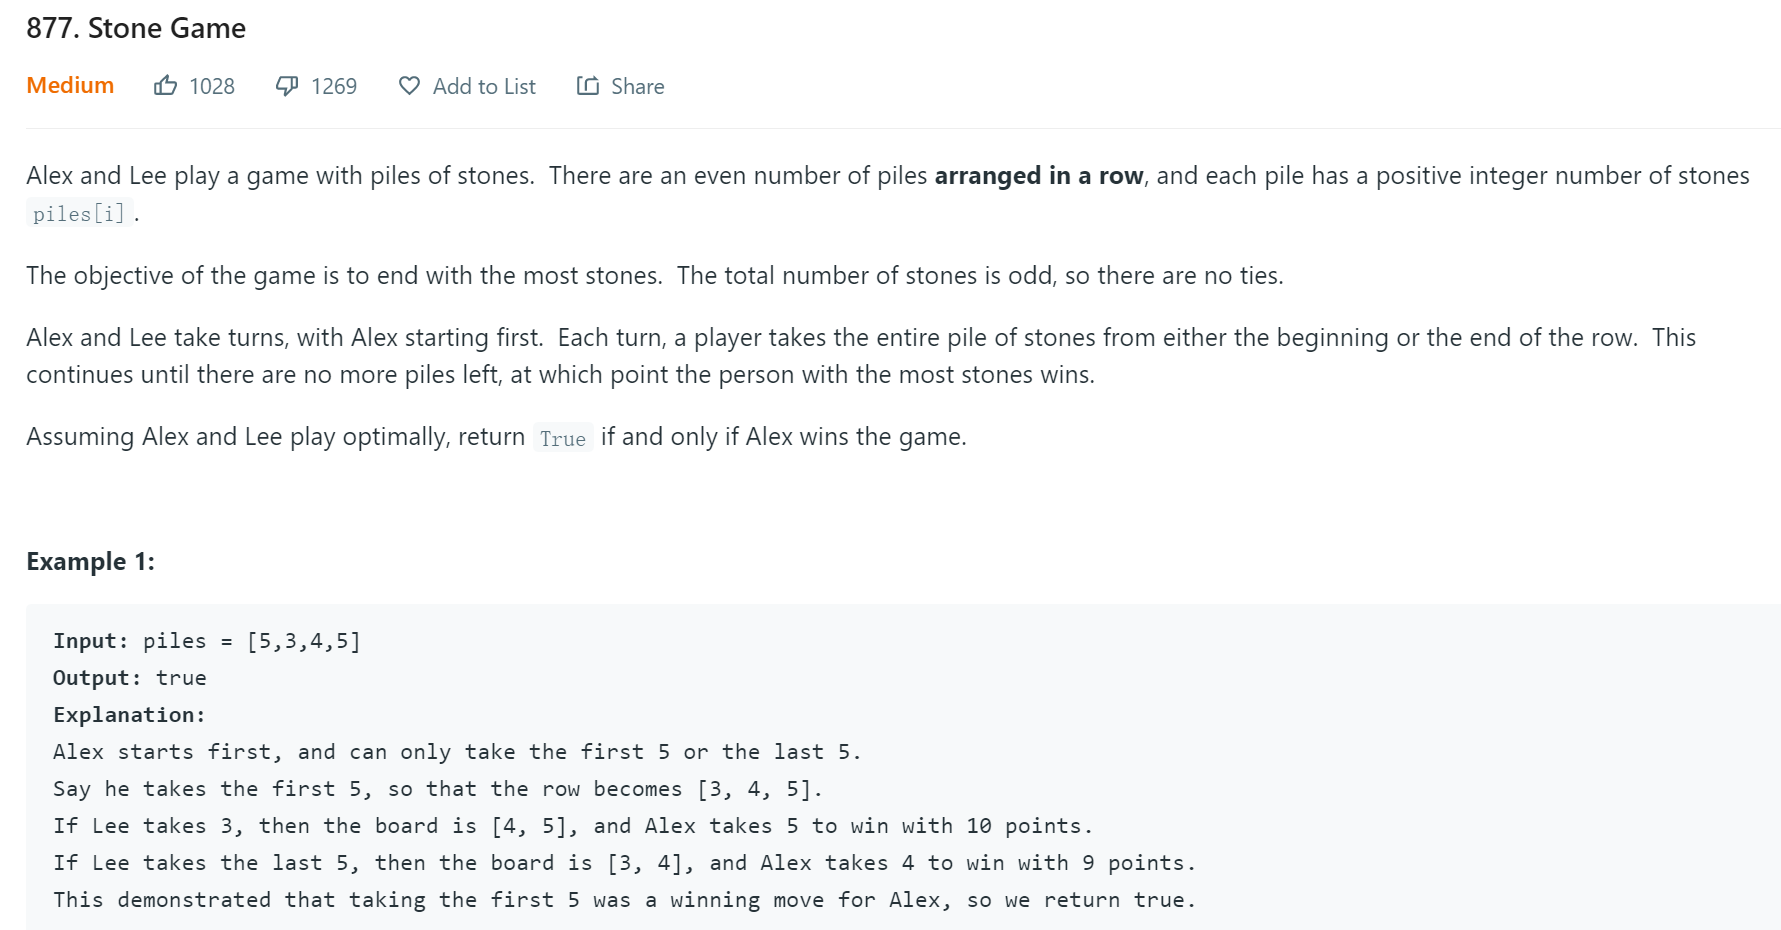 877. Stone Game
Medium 1028 1269 Add to List Share
Alex and Lee play a game with piles of stones.  There are an even number of piles arranged in a row, and each pile has a positive integer number of stones
piles[i].
The objective of the game is to end with the most stones.  The total number of stones is odd, so there are no ties.
Alex and Lee take turns, with Alex starting first.  Each turn, a player takes the entire pile of stones from either the beginning or the end of the row.  This
continues until there are no more piles left, at which point the person with the most stones wins.
Assuming Alex and Lee play optimally, return True if and only if Alex wins the game.
Example 1:
Input: piles = [5,3,4,5]
Output: true
Explanation:
Alex starts first, and can only take the first 5 or the last 5.
Say he takes the first 5, so that the row becomes [3, 4, 5].
If Lee takes 3, then the board is [4, 5], and Alex takes 5 to win with 10 points.
If Lee takes the last 5, then the board is [3, 4], and Alex takes 4 to win with 9 points.
This demonstrated that taking the first 5 was a winning move for Alex, so we return true.